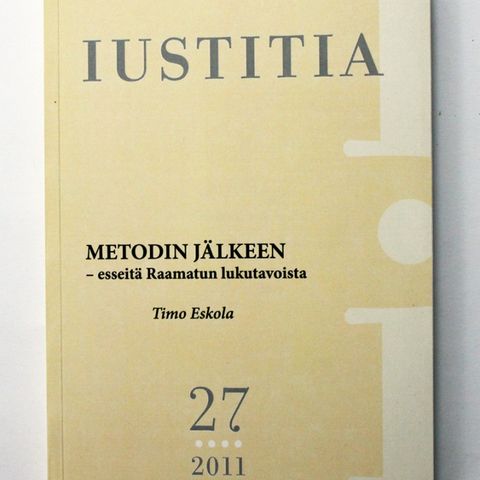 IUSTITIA
METODIN JÄLKEEN
– esseitä Raamatun lukutavoista
Timo Eskola
27
2011